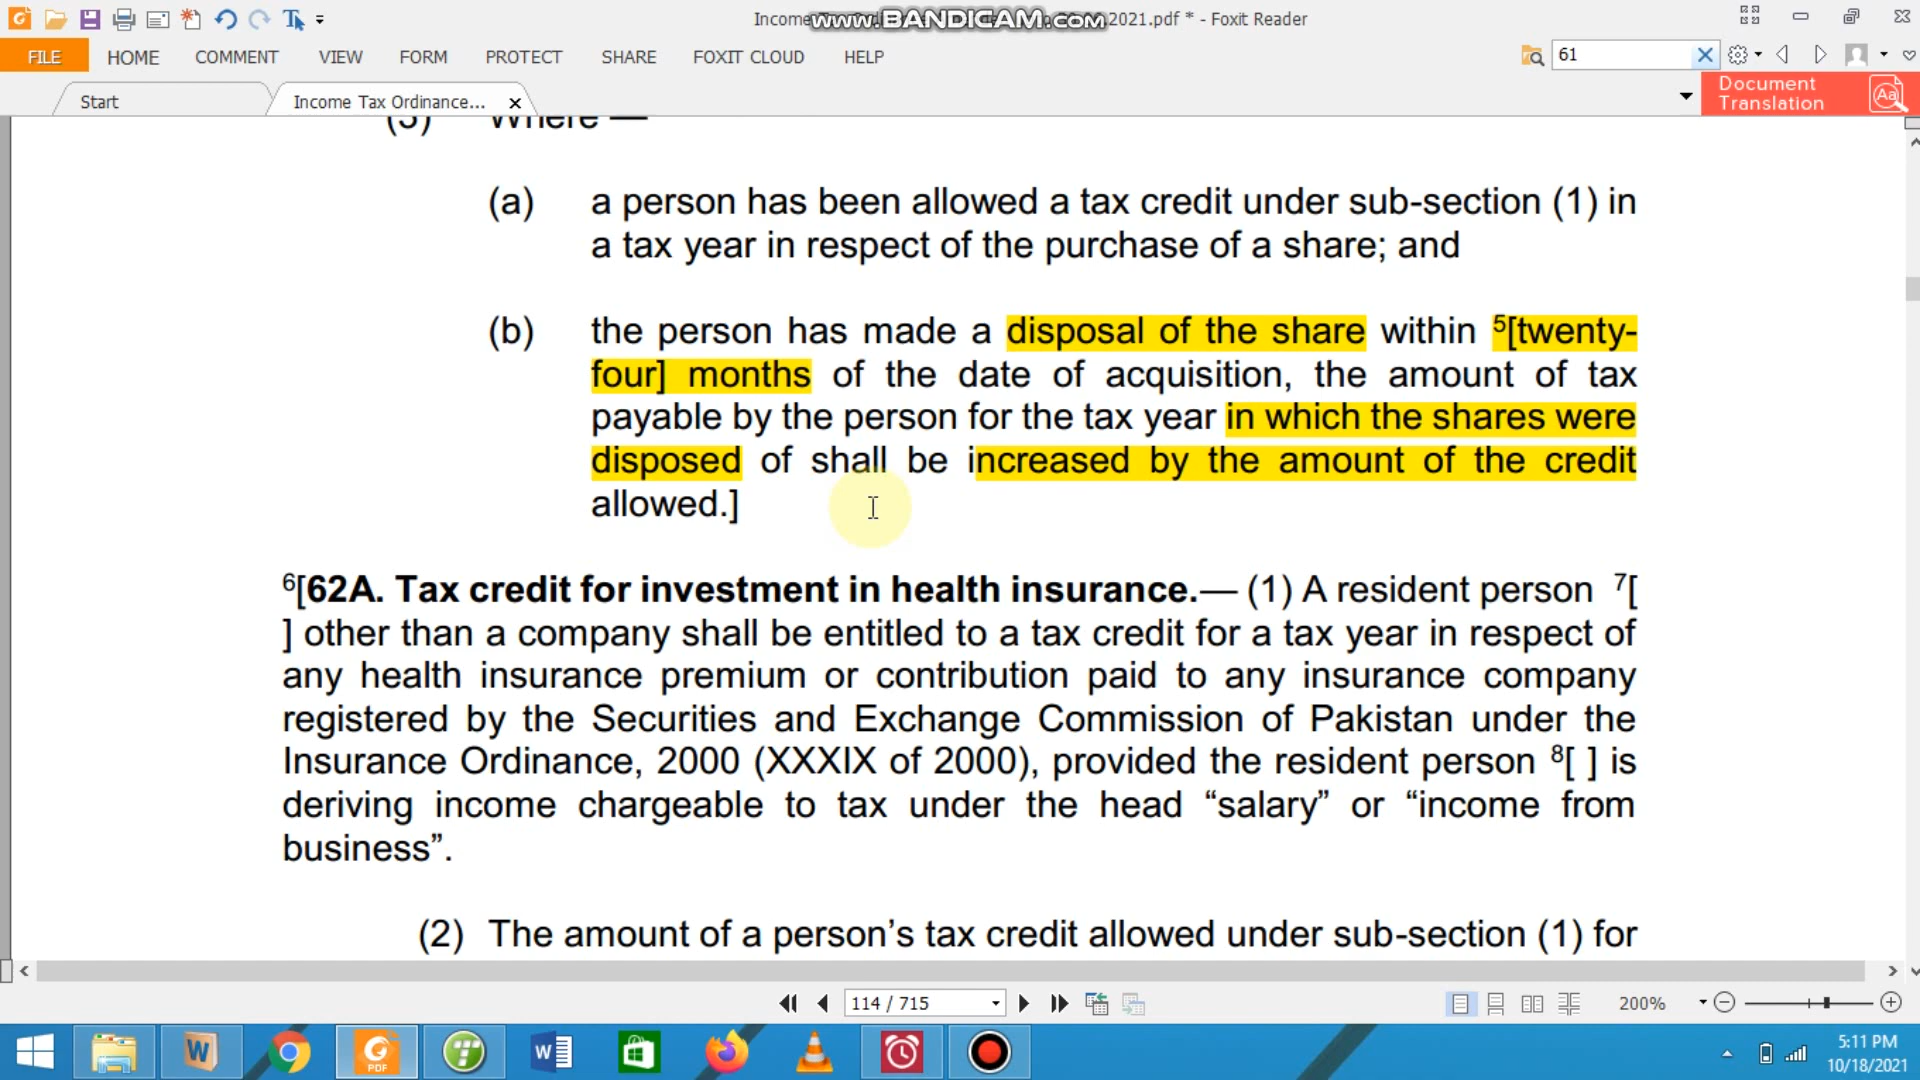 Income Tax
www.BANDICAM.com
.2021.pdf * - Foxit Reader
FILE HOME COMMENT VIEW FORM PROTECT SHARE FOXIT CLOUD HELP
61
Start
Income Tax Ordinance...
Document
Translation
(3) Where —
(a) a person has been allowed a tax credit under sub-section (1) in
a tax year in respect of the purchase of a share; and
(b) the person has made a disposal of the share within 5[twenty-
four] months of the date of acquisition, the amount of tax
payable by the person for the tax year in which the shares were
disposed of shall be increased by the amount of the credit
allowed.]
6[62A. Tax credit for investment in health insurance.— (1) A resident person 7[
] other than a company shall be entitled to a tax credit for a tax year in respect of
any health insurance premium or contribution paid to any insurance company
registered by the Securities and Exchange Commission of Pakistan under the
Insurance Ordinance, 2000 (XXXIX of 2000), provided the resident person 8[ ] is
deriving income chargeable to tax under the head “salary” or “income from
business”.
(2) The amount of a person’s tax credit allowed under sub-section (1) for
114 / 715
200%
PDF
5:11 PM
10/18/2021